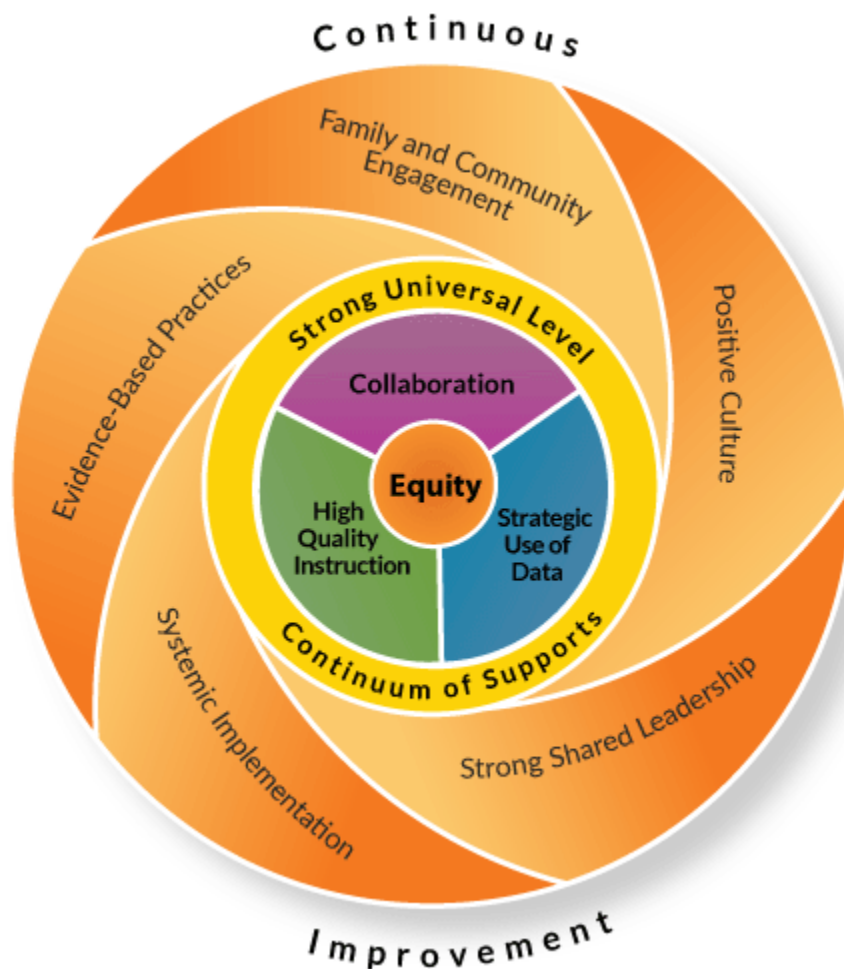 Continuous
Family and Community
Engagement
Positive Culture
Strong Shared Leadership
Systemic Implementation
Evidence-Based Practices
Strong Universal Level
Collaboration
Equity
High
Quality
Instruction
Strategic
Use of
Data
Continuum of Supports
Improvement